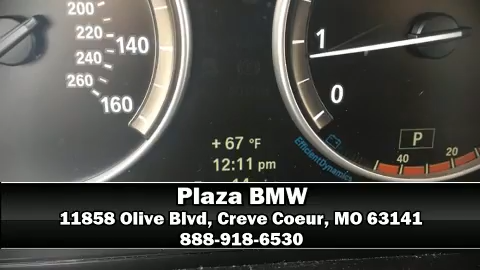 200
220
240
260
140
160
+ 67 °F
12:11 pm
1
0
EfficientDynamics
P
40
20
Plaza BMW
11858 Olive Blvd, Creve Coeur, MO 63141
888-918-6530